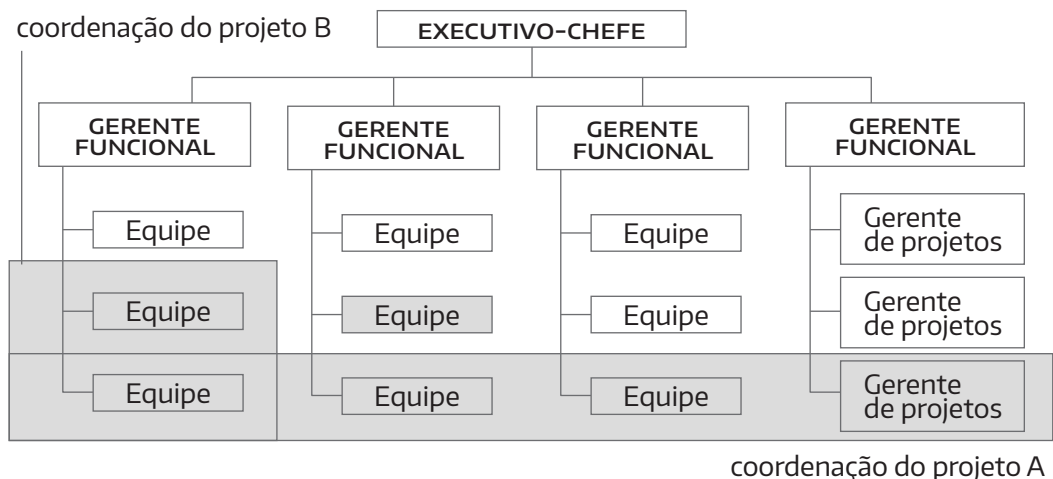 coordenação do projeto B
EXECUTIVO-CHEFE
GERENTE
FUNCIONAL
GERENTE
FUNCIONAL
GERENTE
FUNCIONAL
GERENTE
FUNCIONAL
Equipe
Equipe
Equipe
Gerente
de projetos
Equipe
Equipe
Equipe
Gerente
de projetos
Equipe
Equipe
Equipe
Gerente
de projetos
coordenação do projeto A